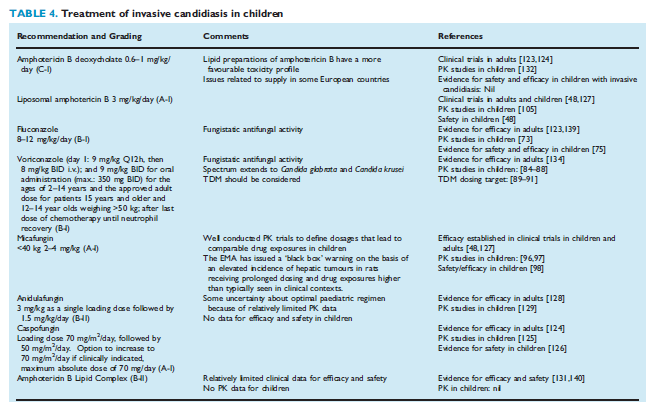 TABLE 4. Treatment of invasive candidiasis in children
Recommendation and Grading Comments References
Amphotericin B deoxycholate 0.6–1 mg/kg/ Lipid preparations of amphotericin B have a more Clinical trials in adults [123,124]
day (C-I) favourable toxicity profile PK studies in children [132]
Issues related to supply in some European countries Evidence for safety and efficacy in children with invasive
candidiasis: Nil
Liposomal amphotericin B 3 mg/kg/day (A-I) Clinical trials in adults and children [48,127]
PK studies in children [105]
Safety in children [48]
Fluconazole Fungistatic antifungal activity Evidence for efficacy in adults [123,139]
8–12 mg/kg/day (B-I) PK studies in children [73]
Evidence for safety and efficacy in children [75]
Voriconazole (day 1: 9 mg/kg Q12h, then Fungistatic antifungal activity Evidence for efficacy in adults [134]
8 mg/kg BID i.v.); and 9 mg/kg BID for oral Spectrum extends to Candida glabrata and Candida krusei PK studies in children: [84–88]
administration (max.: 350 mg BID) for the TDM should be considered TDM dosing target: [89–91]
ages of 2–14 years and the approved adult
dose for patients 15 years and older and
12–14 year olds weighing >50 kg; after last
dose of chemotherapy until neutrophil
recovery (B-I)
Micafungin Well conducted PK trials to define dosages that lead to Efficacy established in clinical trials in children and
<40 kg 2–4 mg/kg (A-I) comparable drug exposures in children adults [48,127]
The EMA has issued a ‘black box’ warning on the basis of PK studies in children: [96,97]
an elevated incidence of hepatic tumours in rats Safety/efficacy in children [98]
receiving prolonged dosing and drug exposures higher
than typically seen in clinical contexts.
Anidulafungin Some uncertainty about optimal paediatric regimen Evidence for efficacy in adults [128]
3 mg/kg as a single loading dose followed by because of relatively limited PK data PK studies in children: [129]
1.5 mg/kg/day (B-II) No data for efficacy and safety in children
Caspofungin Evidence for efficacy in adults [124]
Loading dose 70 mg/m²/day, followed by PK studies in children: [125]
50 mg/m²/day. Option to increase to Evidence for safety in children [126]
70 mg/m²/day if clinically indicated,
maximum absolute dose of 70 mg/day (A-I)
Amphotericin B Lipid Complex (B-II) Relatively limited clinical data for efficacy and safety Evidence for efficacy and safety [131,140]
No PK data for children PK in children: nil